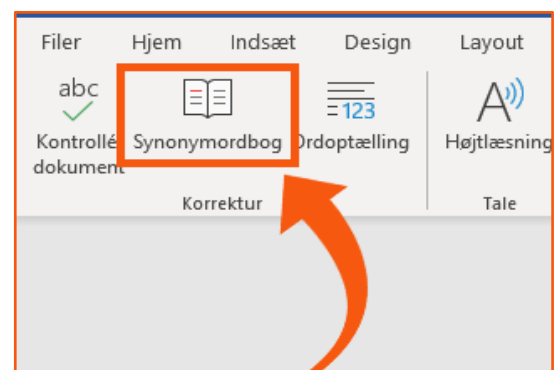 Filer Hjem Indsæt Design Layout
abc 123 A
Kontrollé Synonymordbog Ordoptælling Højtlæsning
dokument
Korrektur Tale